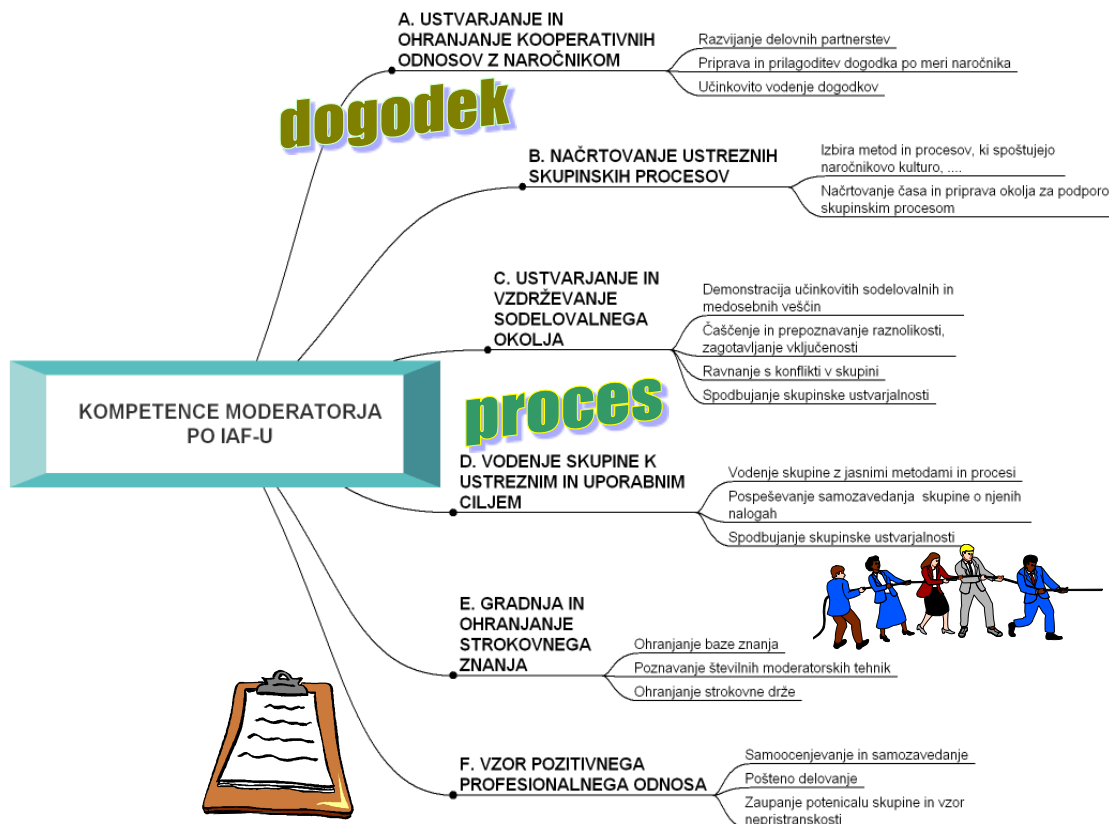 A. USTVARJANJE IN
OHRANJANJE KOOPERATIVNIH
ODNOSOV Z NAROČNIKOM
Razvijanje delovnih partnerstev
Priprava in prilagoditev dogodka po meri naročnika
Učinkovito vodenje dogodkov
dogodek
B. NAČRTOVANJE USTREZNIH
SKUPINSKIH PROCESOV
Izbira metod in procesov, ki spoštujejo
naročnikovo kulturo, ....
Načrtovanje časa in priprava okolja za podporo
skupinskim procesom
C. USTVARJANJE IN
VZDRŽEVANJE
SODELOVALNEGA
OKOLJA
Demonstracija učinkovitih sodelovalnih in
medosebnih veščin
Čaščenje in prepoznavanje raznolikosti,
zagotavljanje vključenosti
Ravnanje s konflikti v skupini
Spodbujanje skupinske ustvarjalnosti
KOMPETENCE MODERATORJA
PO IAF-U
proces
D. VODENJE SKUPINE K
USTREZNIM IN UPORABNIM
CILJEM
Vodenje skupine z jasnimi metodami in procesi
Pospeševanje samozavedanja skupine o njenih
nalogah
Spodbujanje skupinske ustvarjalnosti
E. GRADNJA IN
OHRANJANJE
STROKOVNEGA
ZNANJA
Ohranjanje baze znanja
Poznavanje številnih moderatorskih tehnik
Ohranjanje strokovne drže
F. VZOR POZITIVNEGA
PROFESIONALNEGA ODNOSA
Samoocenjevanje in samozavedanje
Pošteno delovanje
Zaupanje potenicalu skupine in vzor
nepristranskosti